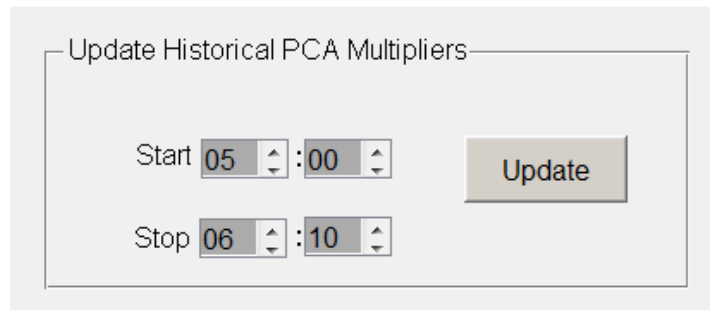 Update Historical PCA Multipliers
Start 05 : 00
Update
Stop 06 : 10